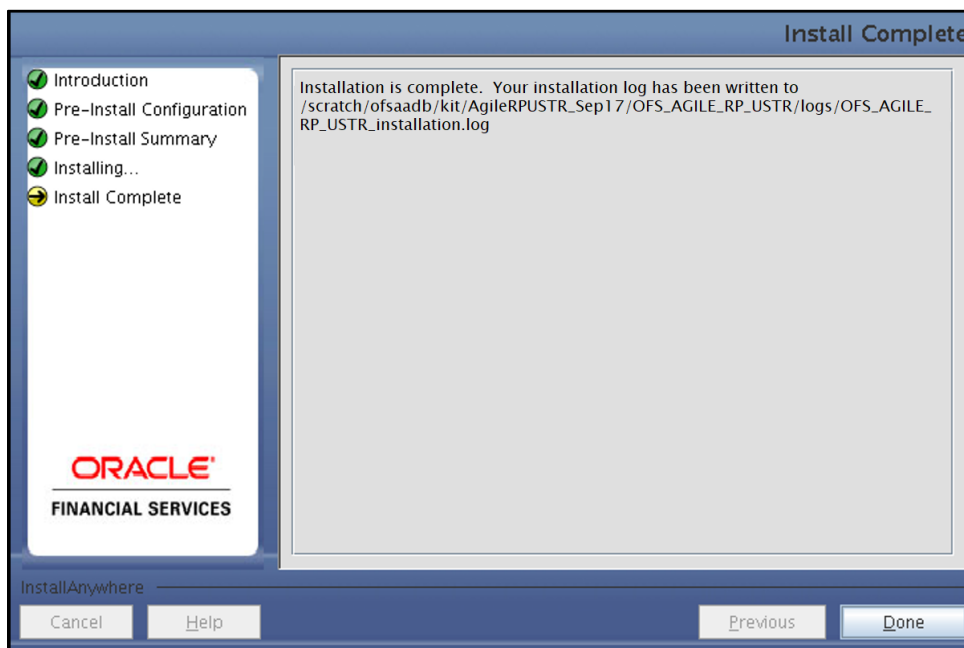 Install Complete
Introduction
Pre-Install Configuration
Pre-Install Summary
Installing...
Install Complete
Installation is complete. Your installation log has been written to
/scratch/ofsaadb/kit/AgileRPUSTR_Sep17/OFS_AGILE_RP_USTR/logs/OFS_AGILE_
RP_USTR_installation.log
ORACLE
FINANCIAL SERVICES
InstallAnywhere
Cancel
Help
Previous
Done